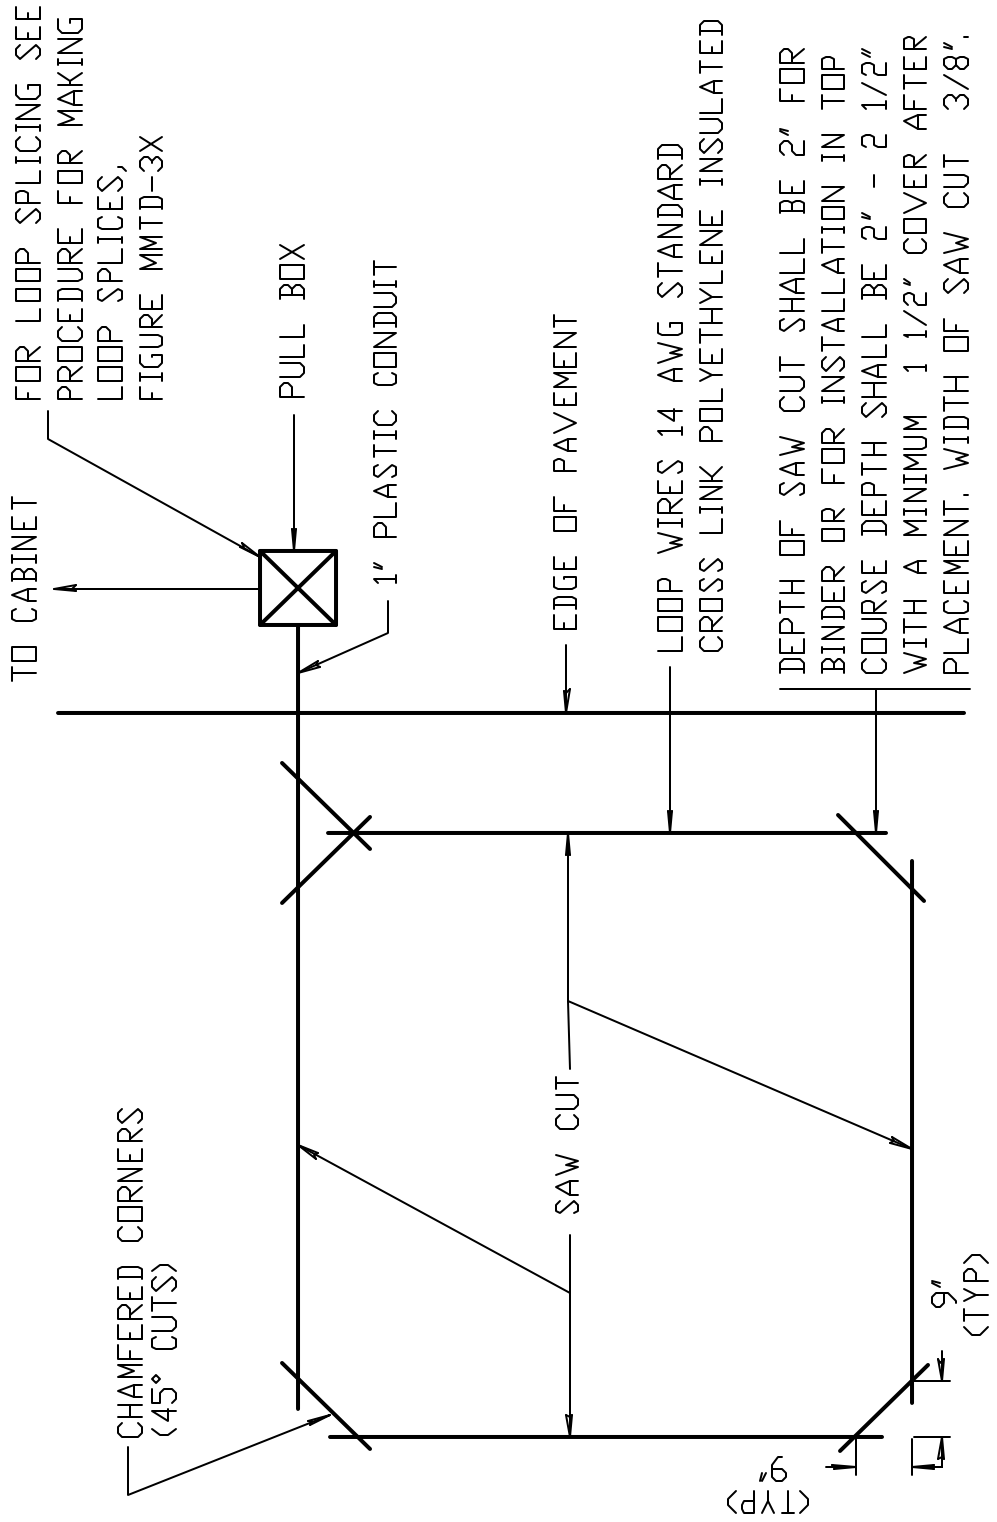 FOR LOOP SPLICING SEE
PROCEDURE FOR MAKING
LOOP SPLICES,
FIGURE MMTD-3X
TO CABINET
PULL BOX
1" PLASTIC CONDUIT
EDGE OF PAVEMENT
LOOP WIRES 14 AWG STANDARD
CROSS LINK POLYETHYLENE INSULATED
DEPTH OF SAW CUT SHALL BE 2" FOR
BINDER OR FOR INSTALLATION IN TOP
COURSE DEPTH SHALL BE 2" - 2 1/2"
WITH A MINIMUM 1 1/2" COVER AFTER
PLACEMENT. WIDTH OF SAW CUT 3/8".
CHAMFERED CORNERS
(45° CUTS)
SAW CUT
9"
(TYP)
9"
(TYP)